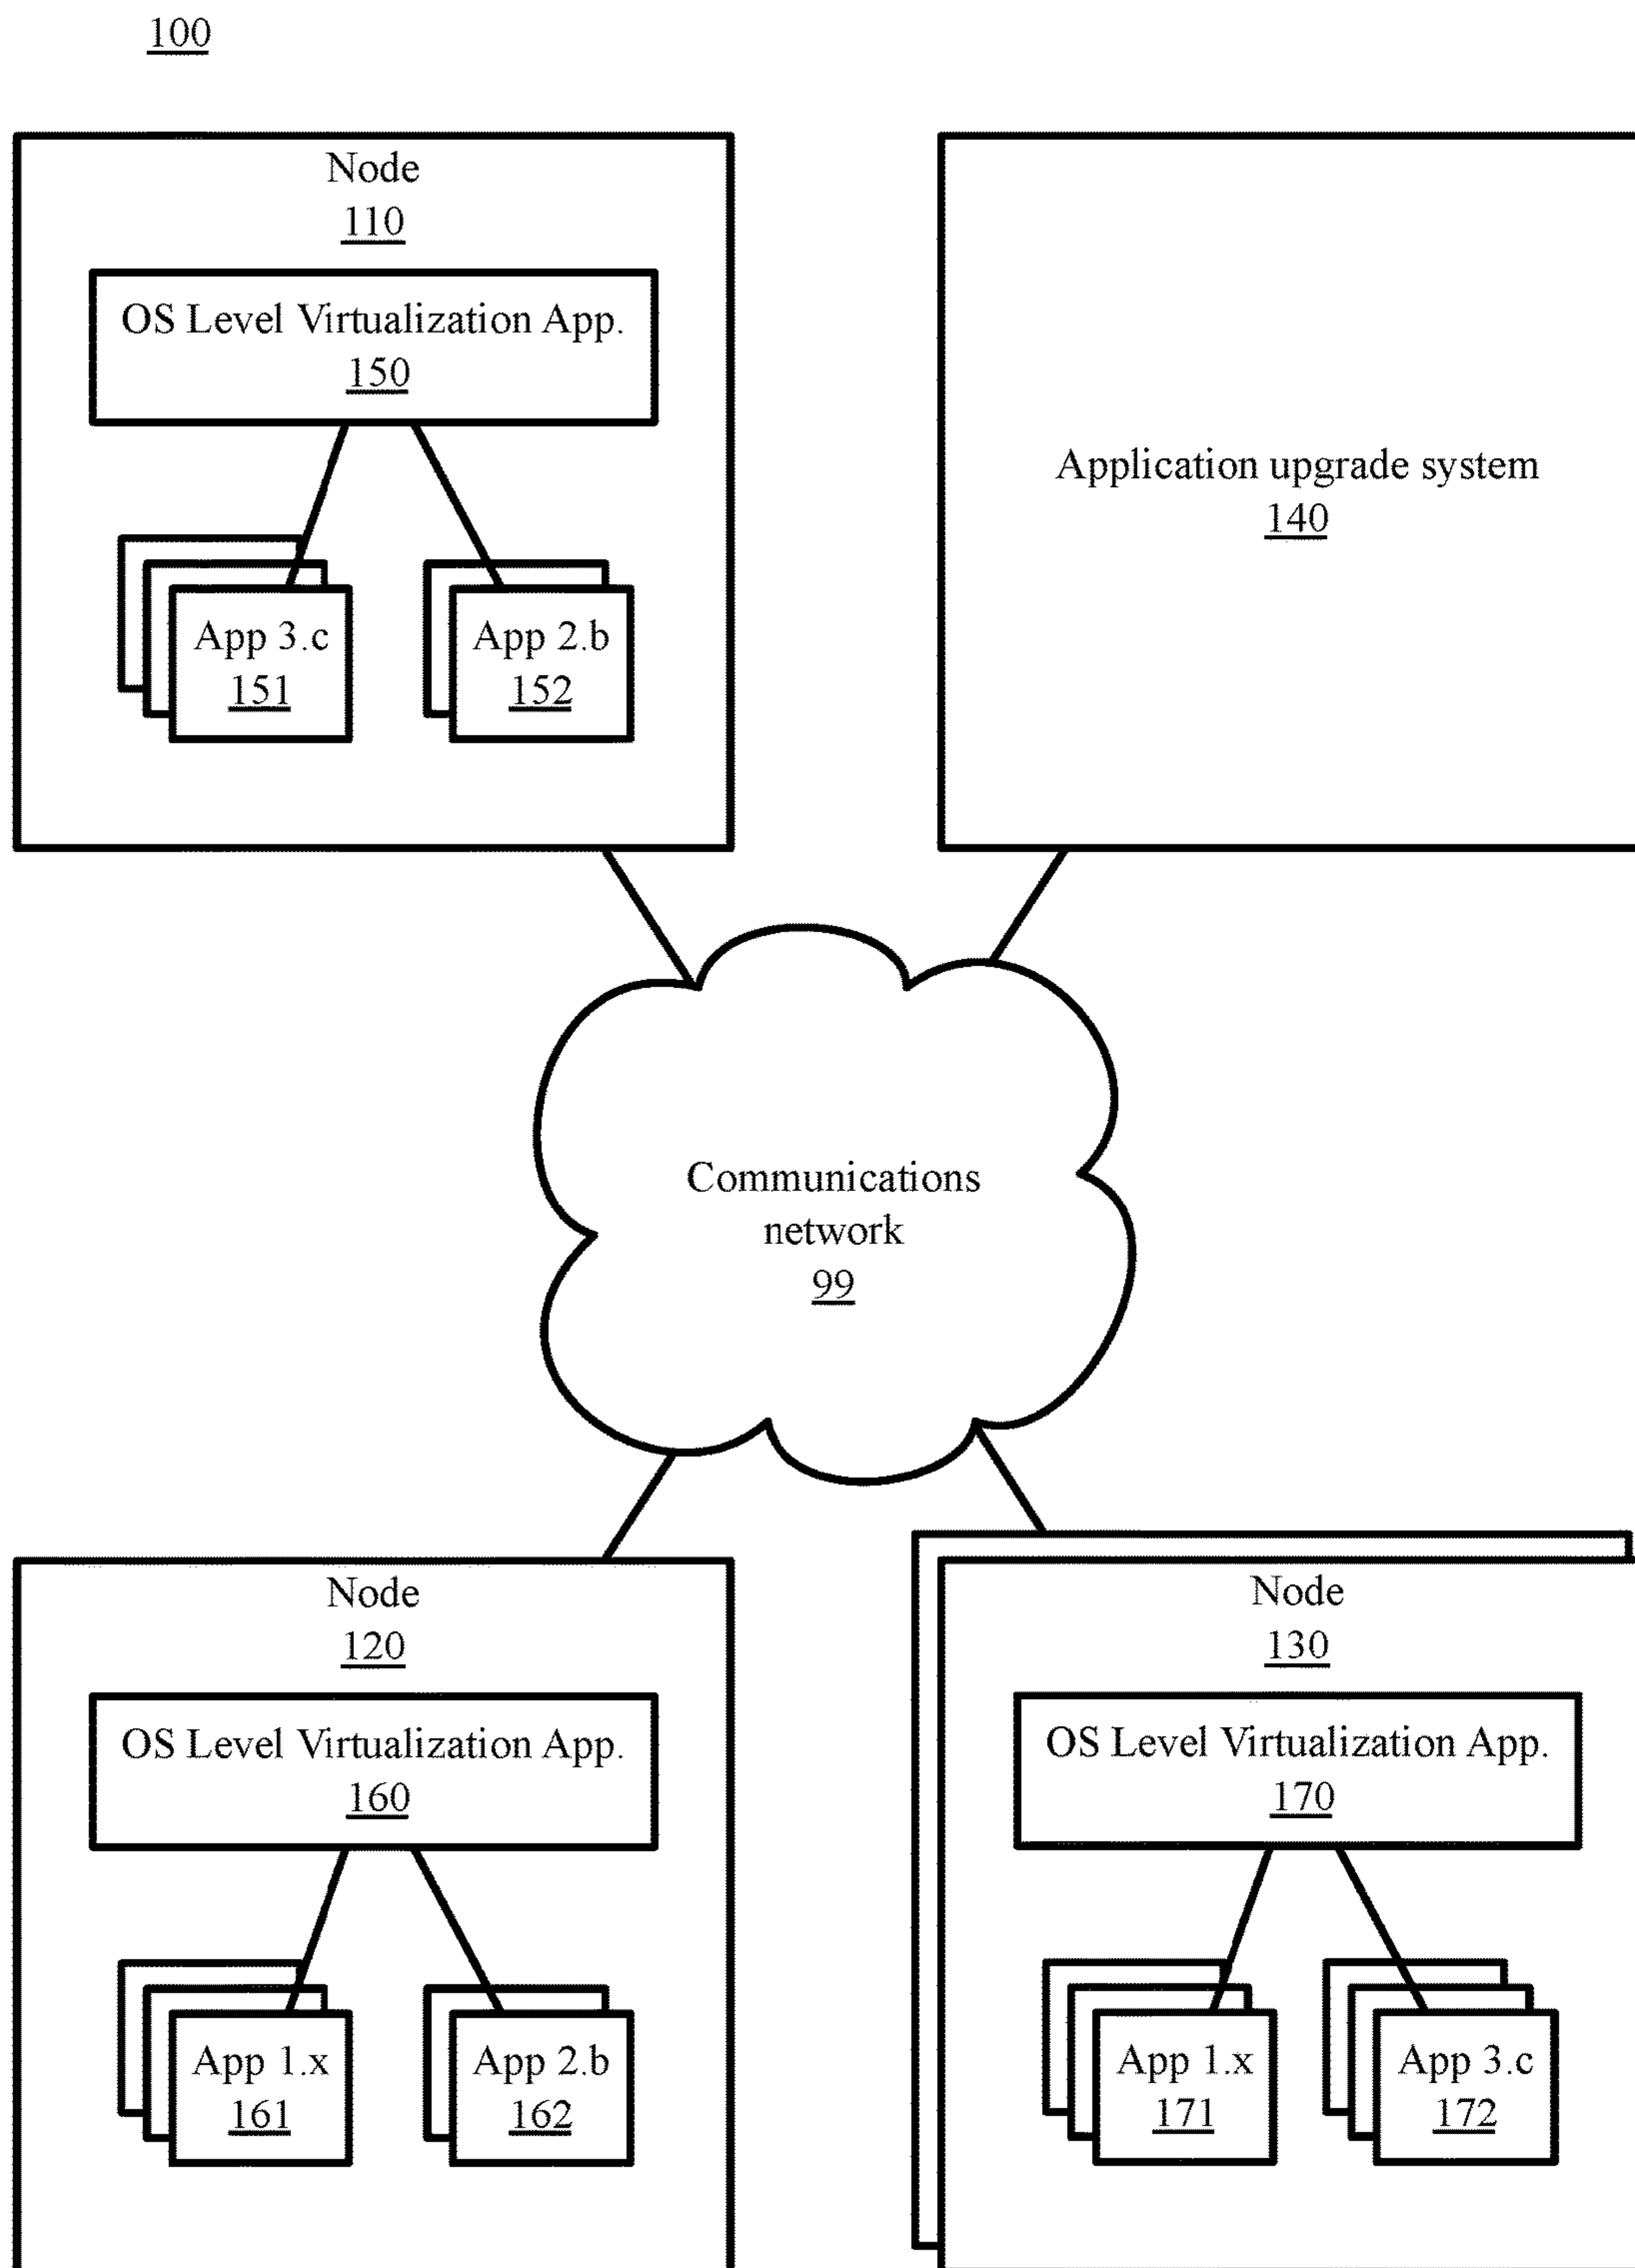 100
Node
110
OS Level Virtualization App.
150
App 3.c
151
App 2.b
152
Application upgrade system
140
Communications
network
99
Node
120
OS Level Virtualization App.
160
App 1.x
161
App 2.b
162
Node
130
OS Level Virtualization App.
170
App 1.x
171
App 3.c
172